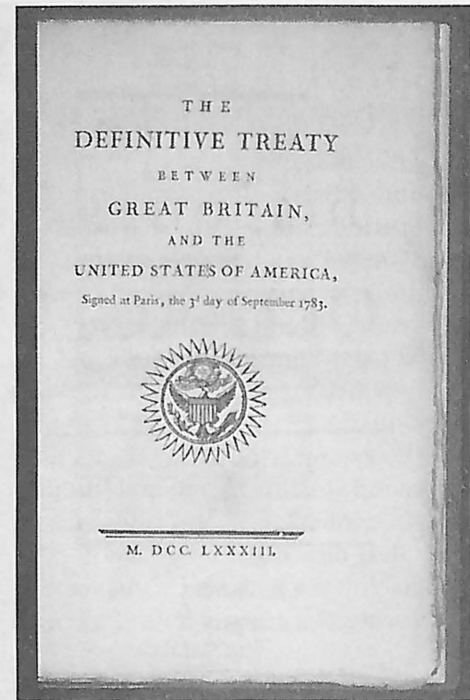 THE
DEFINITIVE TREATY
BETWEEN
GREAT BRITAIN,
AND THE
UNITED STATES OF AMERICA,
Signed at Paris, the 3d day of September 1783.
M. DCC. LXXXIII.